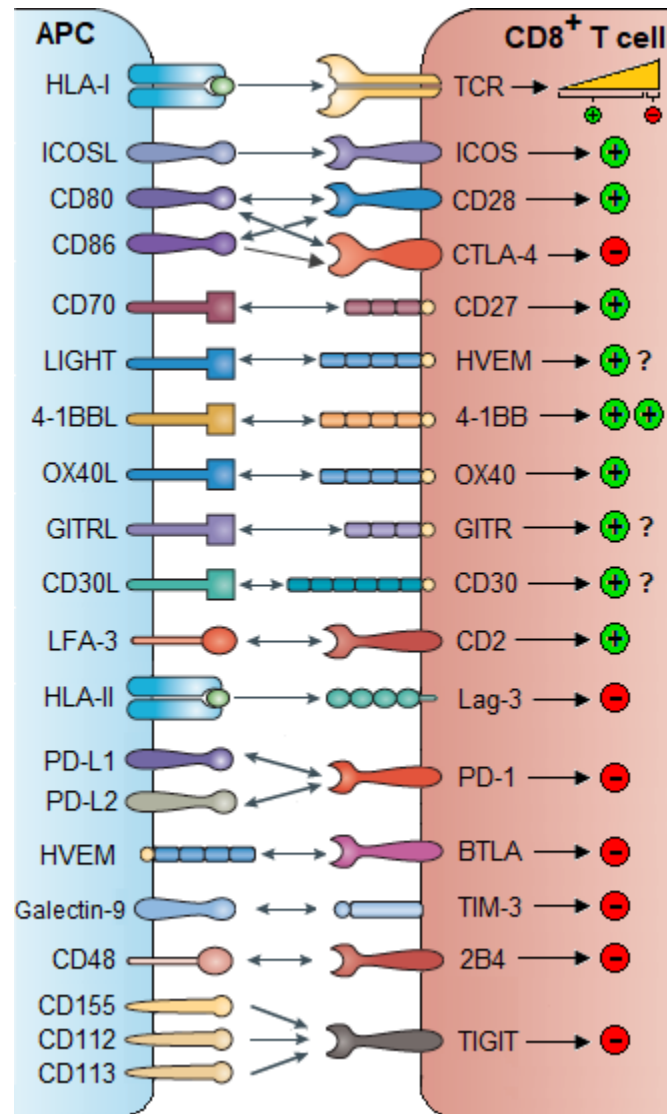 APC CD8+ T cell
HLA-I TCR
+ -
ICOSL ICOS +
CD80 CD28 +
CD86 CTLA-4 -
CD70 CD27 +
LIGHT HVEM + ?
4-1BBL 4-1BB + +
OX40L OX40 +
GITRL GITR + ?
CD30L CD30 + ?
LFA-3 CD2 +
HLA-II Lag-3 -
PD-L1
PD-1 -
PD-L2
HVEM BTLA -
Galectin-9 TIM-3 -
CD48 2B4 -
CD155
CD112 TIGIT -
CD113